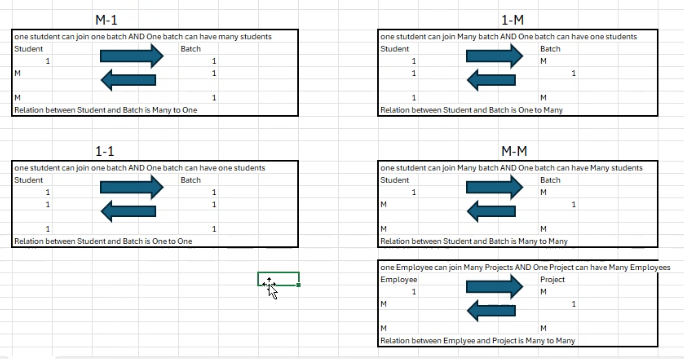 M-1
one stutdent can join one batch AND One batch can have many students
Student Batch
1 1
M 1
M 1
Relation between Student and Batch is Many to One
1-M
one stutdent can join Many batch AND One batch can have one students
Student Batch
1 M
1 1
1 M
Relation between Student and Batch is One to Many
1-1
one stutdent can join one batch AND One batch can have one students
Student Batch
1 1
1 1
1 1
Relation between Student and Batch is One to One
M-M
one stutdent can join Many batch AND One batch can have Many students
Student Batch
1 M
M 1
M M
Relation between Student and Batch is Many to Many
one Employee can join Many Projects AND One Project can have Many Employees
Employee Project
1 M
M 1
M M
Relation between Emplyee and Project is Many to Many